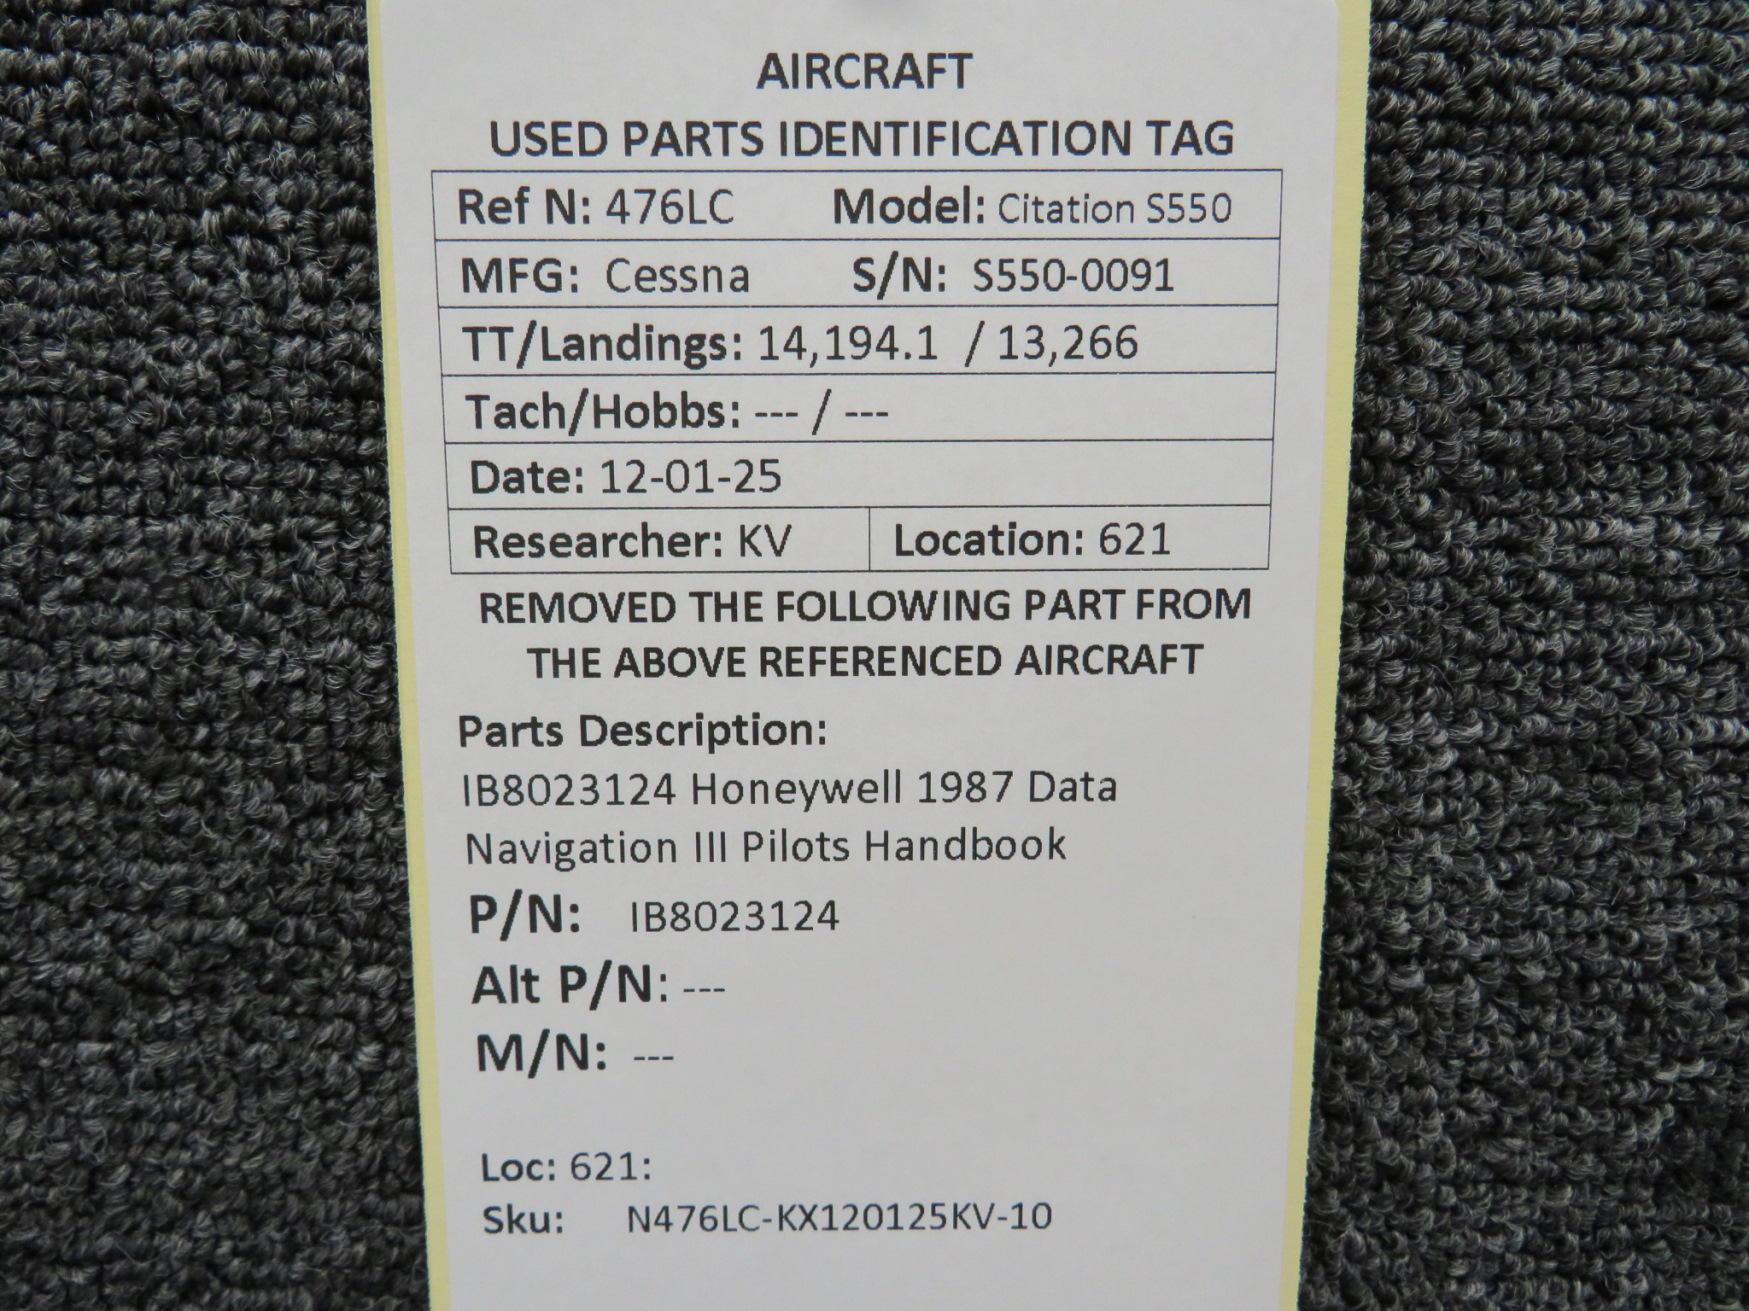 AIRCRAFT
USED PARTS IDENTIFICATION TAG
Ref N: 476LC Model: Citation S550
MFG: Cessna S/N: S550-0091
TT/Landings: 14,194.1 / 13,266
Tach/Hobbs: --- / ---
Date: 12-01-25
Researcher: KV Location: 621
REMOVED THE FOLLOWING PART FROM
THE ABOVE REFERENCED AIRCRAFT
Parts Description:
IB8023124 Honeywell 1987 Data
Navigation III Pilots Handbook
P/N: IB8023124
Alt P/N: ---
M/N: ---
Loc: 621:
Sku: N476LC-KX120125KV-10